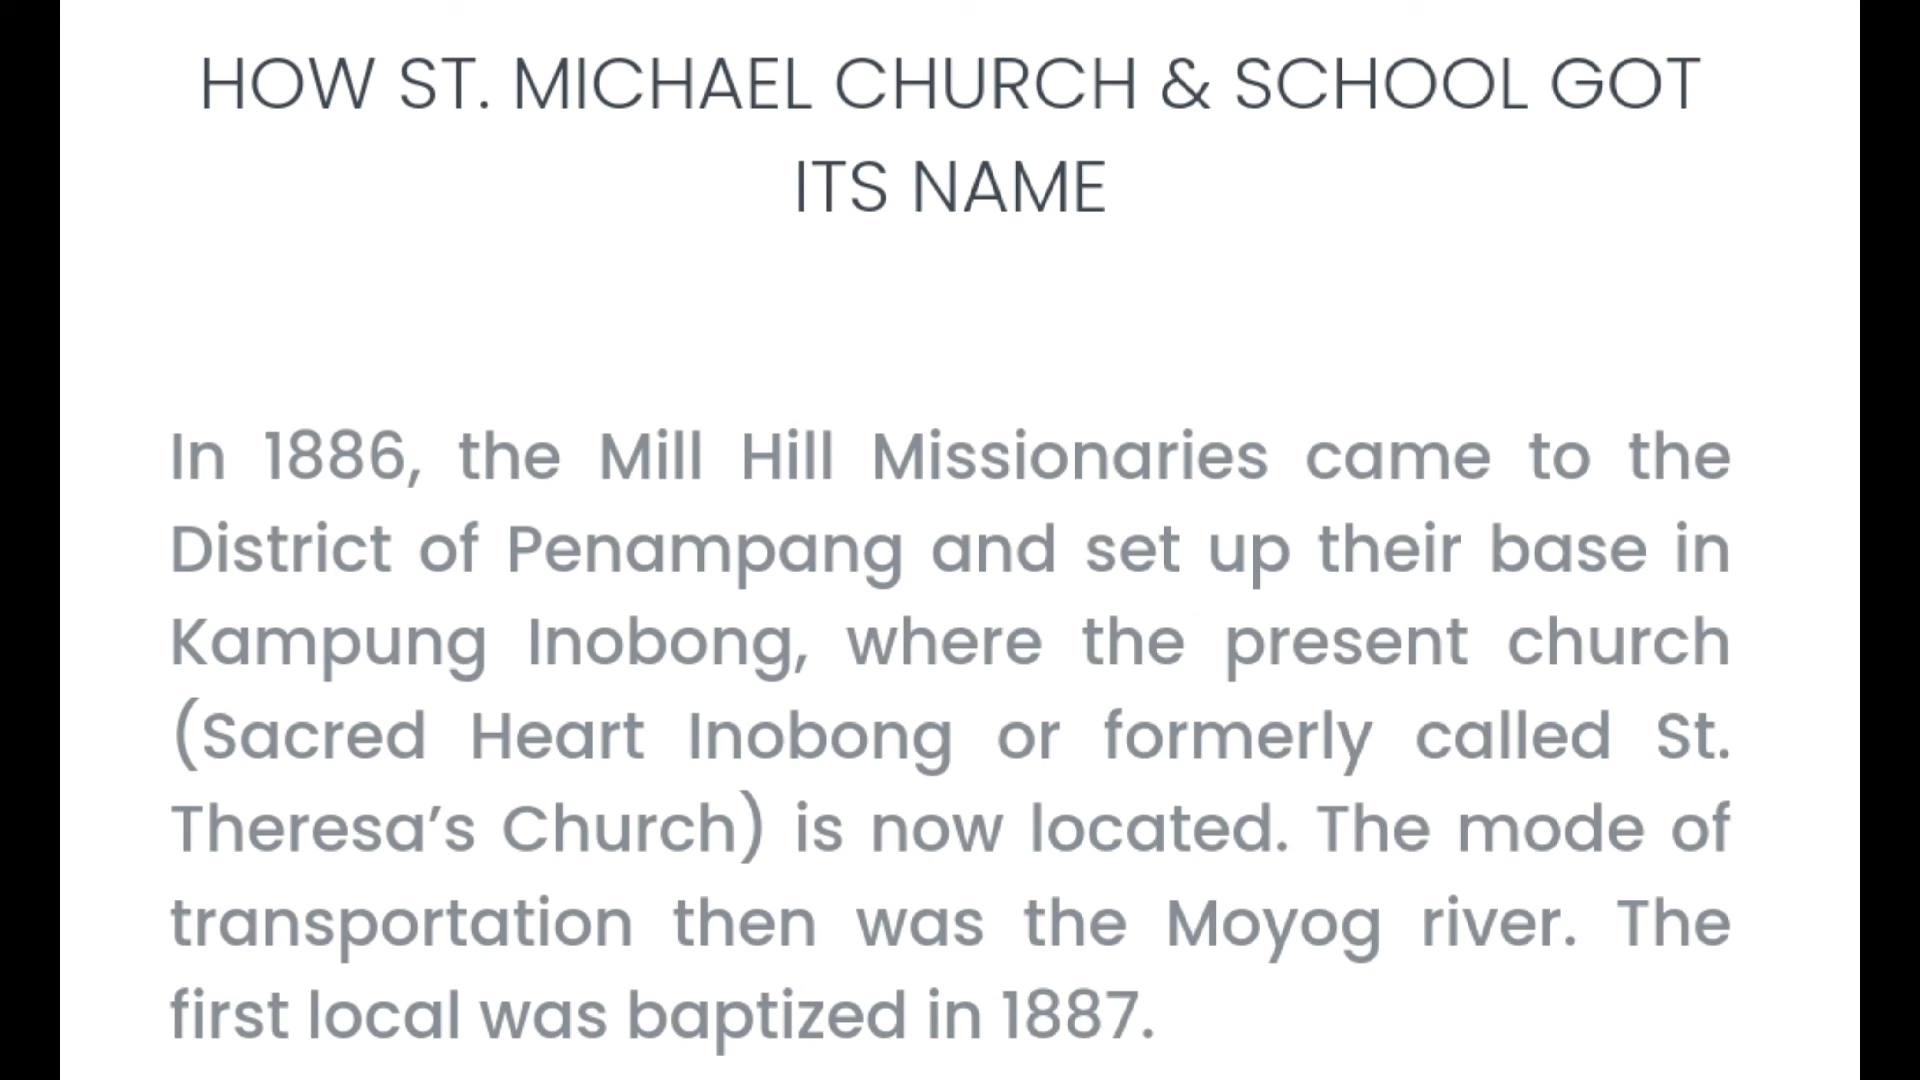 HOW ST. MICHAEL CHURCH & SCHOOL GOT
ITS NAME
In 1886, the Mill Hill Missionaries came to the
District of Penampang and set up their base in
Kampung Inobong, where the present church
(Sacred Heart Inobong or formerly called St.
Theresa’s Church) is now located. The mode of
transportation then was the Moyog river. The
first local was baptized in 1887.